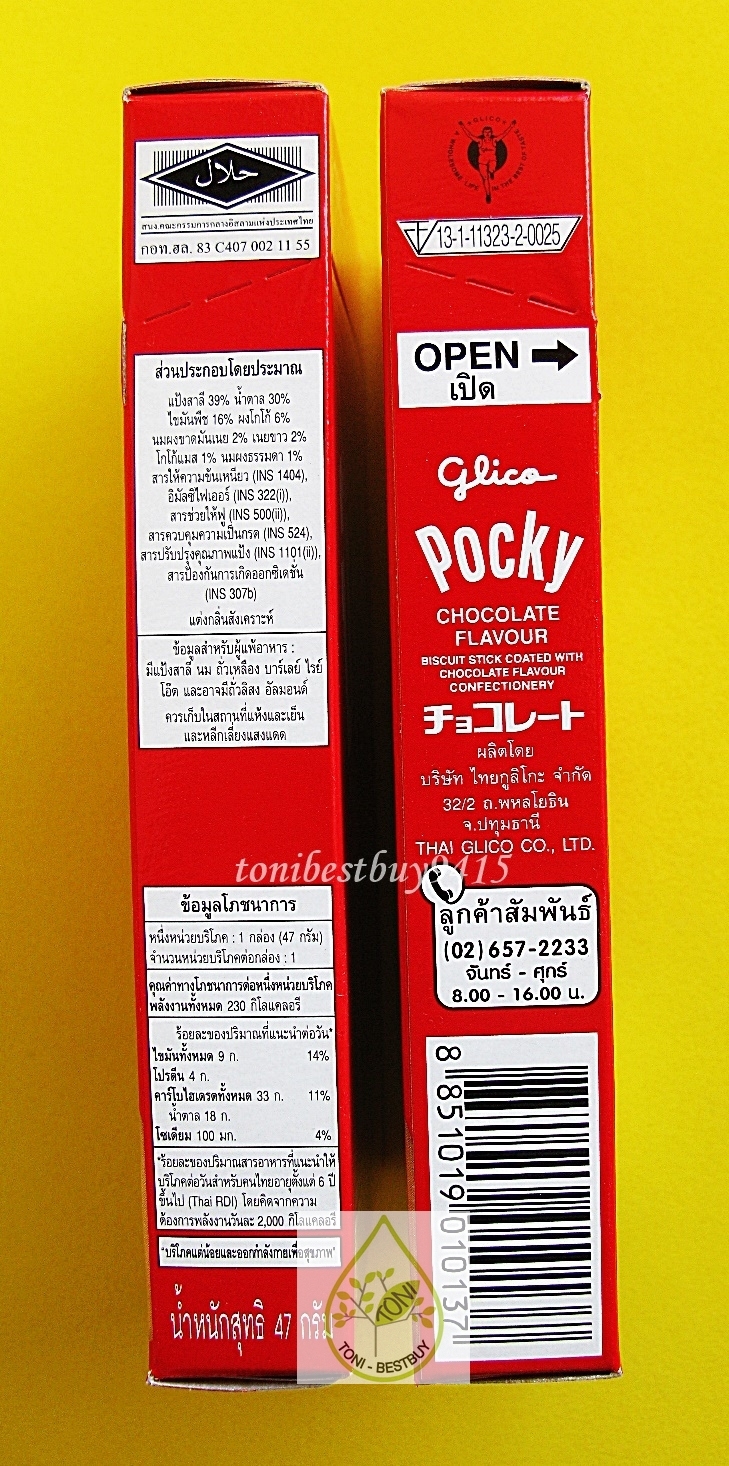 حلال
สนง.คณะกรรมการกลางอิสลามแห่งประเทศไทย
กอท.ฮล. 83 C407 002 11 55
ส่วนประกอบโดยประมาณ
แป้งสาลี 39% น้ำตาล 30%
ไขมันพืช 16% ผงโกโก้ 6%
นมผงขาดมันเนย 2% เนยขาว 2%
โกโก้แมส 1% นมผงธรรมดา 1%
สารให้ความข้นเหนียว (INS 1404),
อิมัลซิไฟเออร์ (INS 322(i)),
สารช่วยให้ฟู (INS 500(ii)),
สารควบคุมความเป็นกรด (INS 524),
สารปรับปรุงคุณภาพแป้ง (INS 1101(ii)),
สารป้องกันการเกิดออกซิเดชัน
(INS 307b)
แต่งกลิ่นสังเคราะห์
ข้อมูลสำหรับผู้แพ้อาหาร :
มีแป้งสาลี นม ถั่วเหลือง บาร์เลย์ ไรย์
โอ๊ต และอาจมีถั่วลิสง อัลมอนด์
ควรเก็บในสถานที่แห้งและเย็น
และหลีกเลี่ยงแสงแดด
ข้อมูลโภชนาการ
หนึ่งหน่วยบริโภค : 1 กล่อง (47 กรัม)
จำนวนหน่วยบริโภคต่อกล่อง : 1
คุณค่าทางโภชนาการต่อหนึ่งหน่วยบริโภค
พลังงานทั้งหมด 230 กิโลแคลอรี
ร้อยละของปริมาณที่แนะนำต่อวัน*
ไขมันทั้งหมด 9 ก. 14%
โปรตีน 4 ก.
คาร์โบไฮเดรตทั้งหมด 33 ก. 11%
น้ำตาล 18 ก.
โซเดียม 100 มก. 4%
*ร้อยละของปริมาณสารอาหารที่แนะนำให้
บริโภคต่อวันสำหรับคนไทยอายุตั้งแต่ 6 ปี
ขึ้นไป (Thai RDI) โดยคิดจากความ
ต้องการพลังงานวันละ 2,000 กิโลแคลอรี
"บริโภคแต่น้อยและออกกำลังกายเพื่อสุขภาพ"
น้ำหนักสุทธิ 47 กรัม
GLICO
A WHOLESOME LIFE IN THE BEST OF TASTE
13-1-11323-2-0025
OPEN
เปิด
Glico
Pocky
CHOCOLATE
FLAVOUR
BISCUIT STICK COATED WITH
CHOCOLATE FLAVOUR
CONFECTIONERY
チョコレート
ผลิตโดย
บริษัท ไทยกูลิโกะ จำกัด
32/2 ถ.พหลโยธิน
จ.ปทุมธานี
THAI GLICO CO., LTD.
ลูกค้าสัมพันธ์
(02) 657-2233
จันทร์ - ศุกร์
8.00 - 16.00 น.
8 851019 010137
tonibestbuy9415
TONI
TONI - BESTBUY